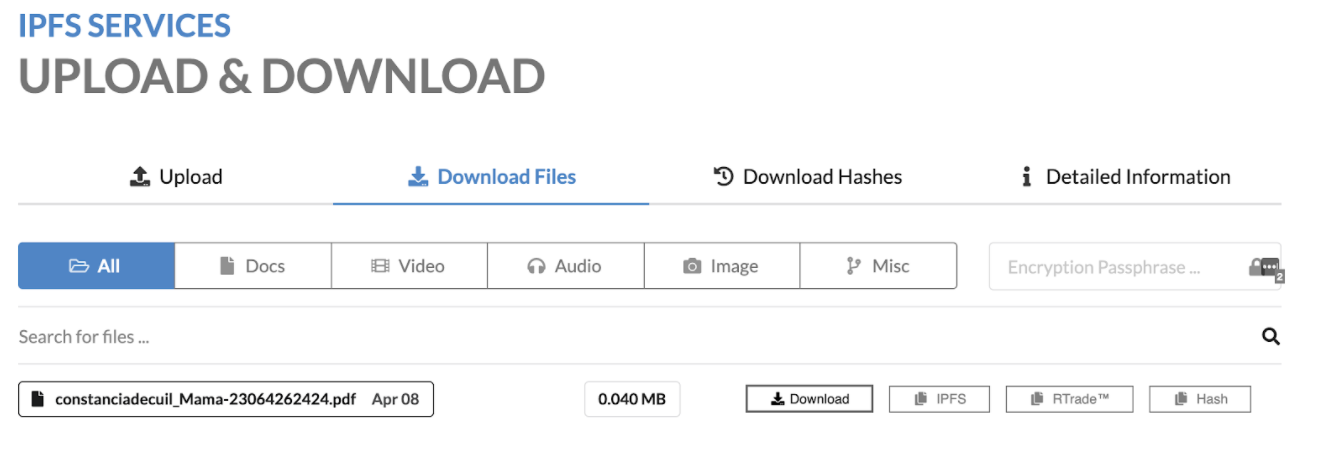 IPFS SERVICES
UPLOAD & DOWNLOAD
Upload Download Files Download Hashes Detailed Information
All Docs Video Audio Image Misc Encryption Passphrase ... 2
Search for files ...
constanciadecuil_Mama-23064262424.pdf Apr 08 0.040 MB Download IPFS RTrade™ Hash